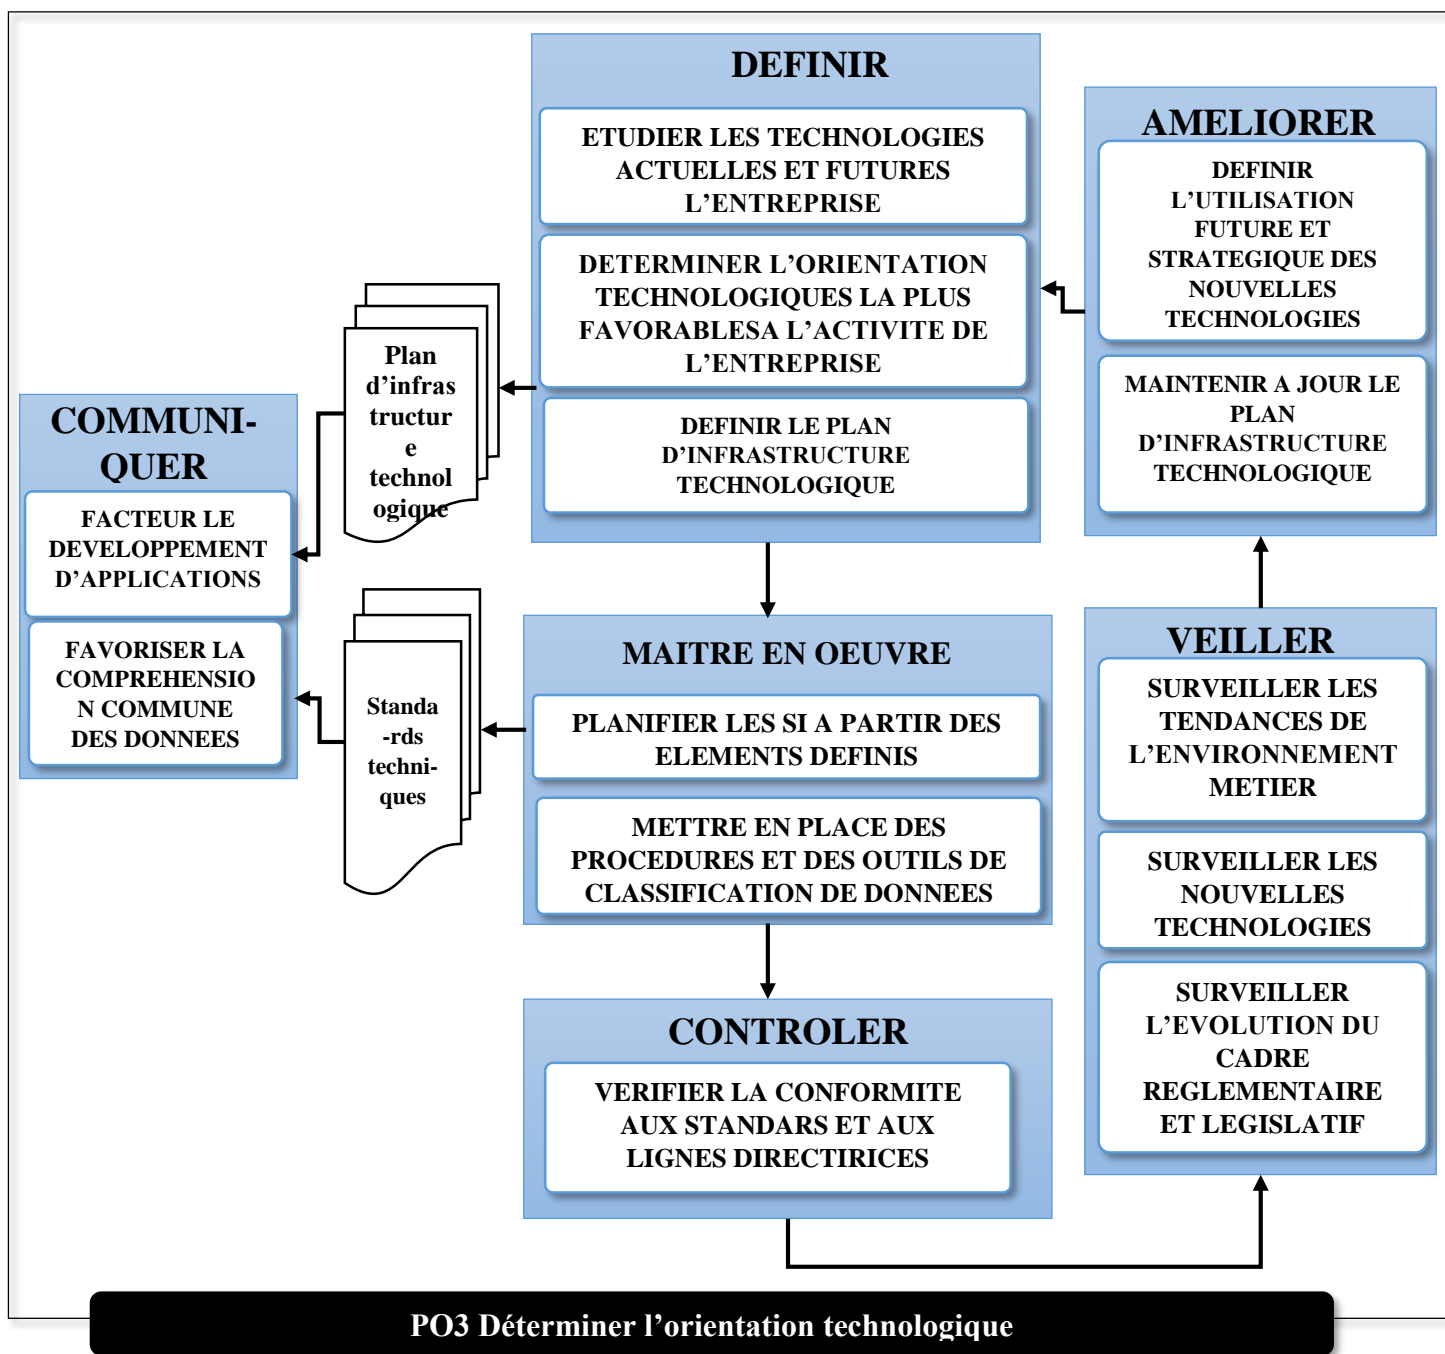 DEFINIR
ETUDIER LES TECHNOLOGIES
ACTUELLES ET FUTURES
L’ENTREPRISE
DETERMINER L’ORIENTATION
TECHNOLOGIQUES LA PLUS
FAVORABLESA L’ACTIVITE DE
L’ENTREPRISE
DEFINIR LE PLAN
D’INFRASTRUCTURE
TECHNOLOGIQUE
AMELIORER
DEFINIR
L’UTILISATION
FUTURE ET
STRATEGIQUE DES
NOUVELLES
TECHNOLOGIES
MAINTENIR A JOUR LE
PLAN
D’INFRASTRUCTURE
TECHNOLOGIQUE
Plan
d’infras
tructur
e
technol
ogique
COMMUNI-
QUER
FACTEUR LE
DEVELOPPEMENT
D’APPLICATIONS
FAVORISER LA
COMPREHENSIO
N COMMUNE
DES DONNEES
Standa
-rds
techni-
ques
MAITRE EN OEUVRE
PLANIFIER LES SI A PARTIR DES
ELEMENTS DEFINIS
METTRE EN PLACE DES
PROCEDURES ET DES OUTILS DE
CLASSIFICATION DE DONNEES
VEILLER
SURVEILLER LES
TENDANCES DE
L’ENVIRONNEMENT
METIER
SURVEILLER LES
NOUVELLES
TECHNOLOGIES
SURVEILLER
L’EVOLUTION DU
CADRE
REGLEMENTAIRE
ET LEGISLATIF
CONTROLER
VERIFIER LA CONFORMITE
AUX STANDARS ET AUX
LIGNES DIRECTIRICES
PO3 Déterminer l’orientation technologique